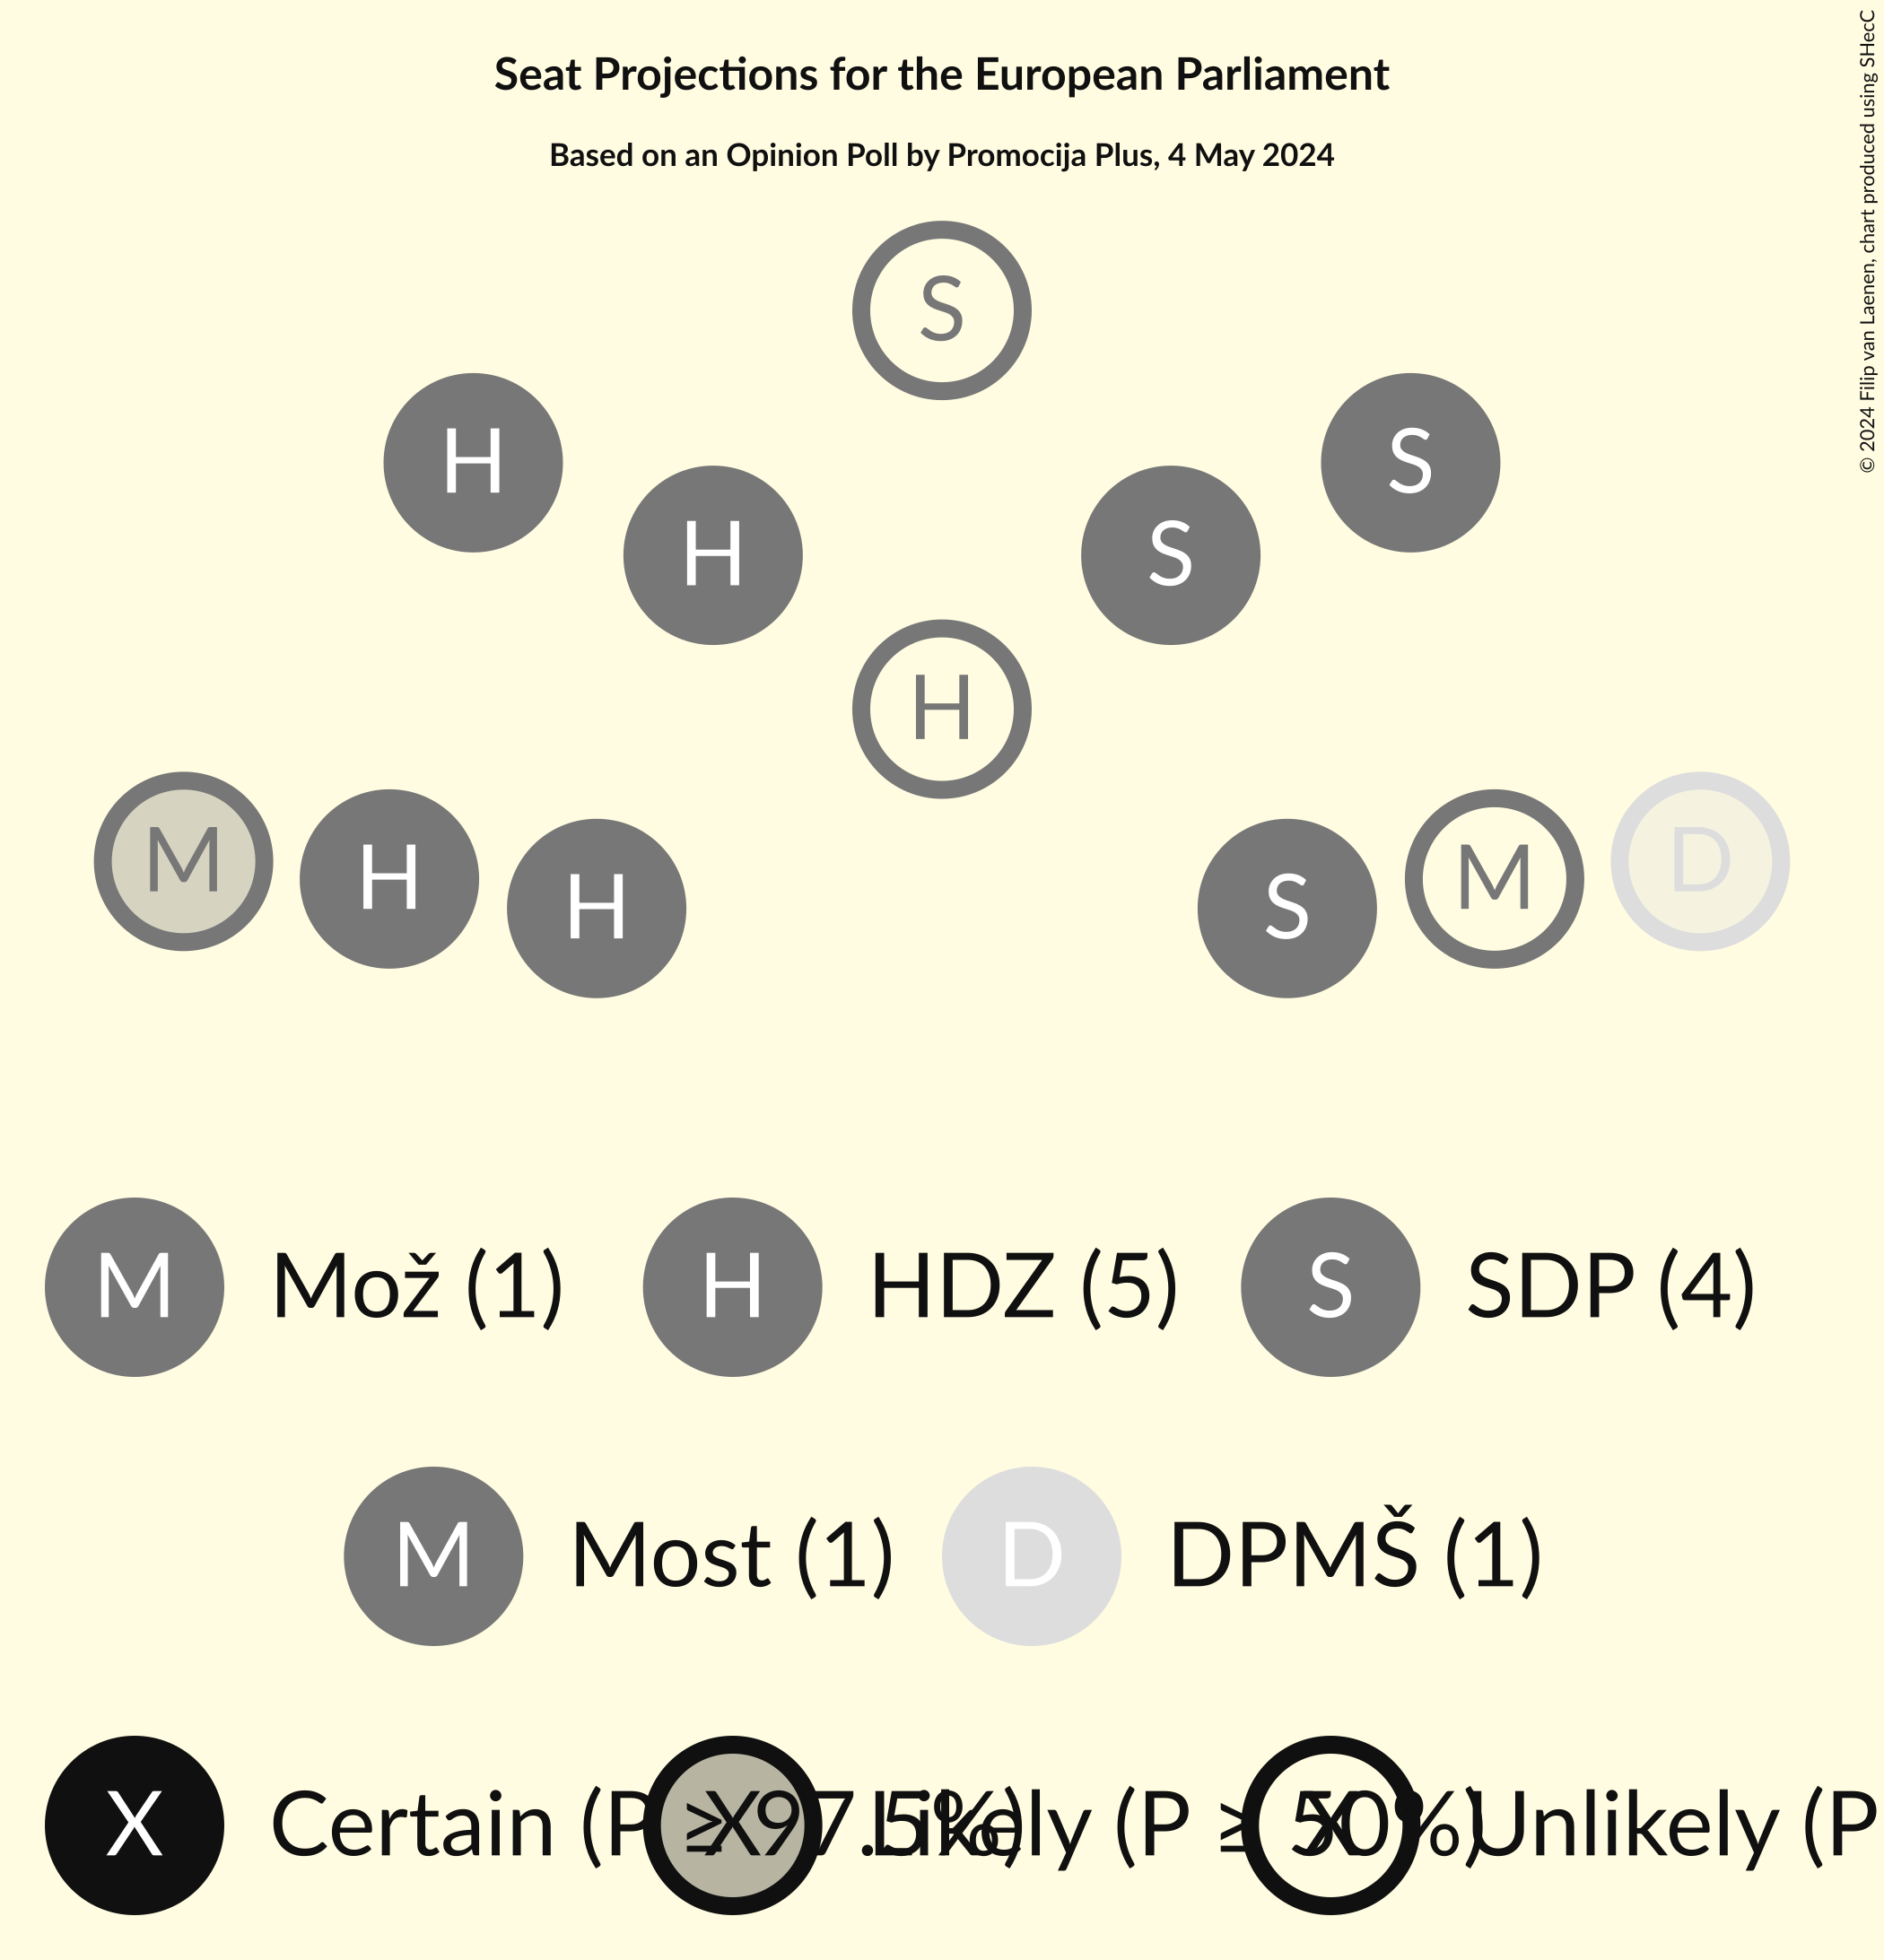 Seat Projections for the European Parliament
Based on an Opinion Poll by Promocija Plus, 4 May 2024
© 2024 Filip van Laenen, chart produced using SHecC
S
H
S
H
S
H
M
H
H
S
M
D
M Mož (1) H HDZ (5) S SDP (4)
M Most (1) D DPMŠ (1)
X Certain (P ≥ 97.5%) X Likely (P ≥ 50%) X Unlikely (P